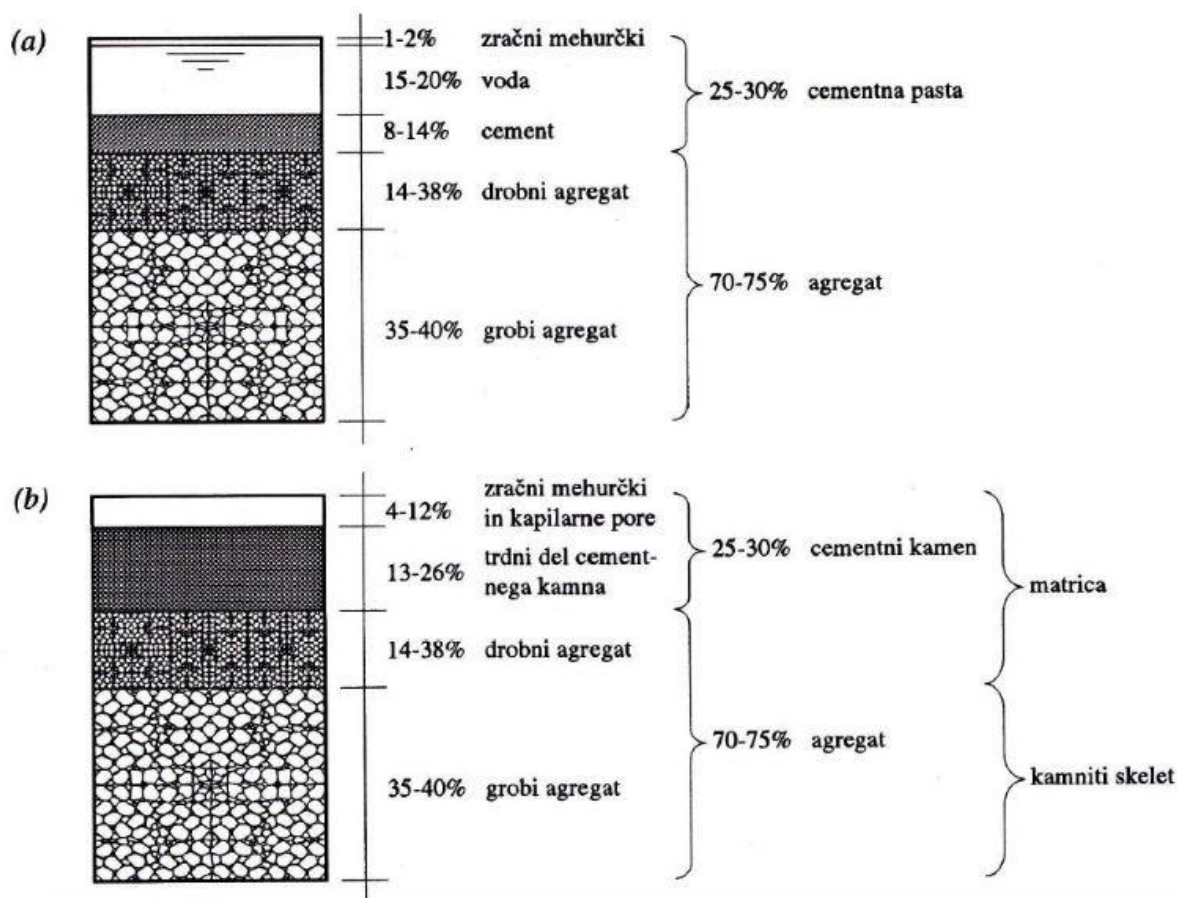 (a)
1-2% zračni mehurčki
15-20% voda
25-30% cementna pasta
8-14% cement
14-38% drobni agregat
70-75% agregat
35-40% grobi agregat
(b)
4-12% zračni mehurčki
in kapilarne pore
25-30% cementni kamen
13-26% trdni del cement-
nega kamna
matrica
14-38% drobni agregat
70-75% agregat
35-40% grobi agregat
kamniti skelet